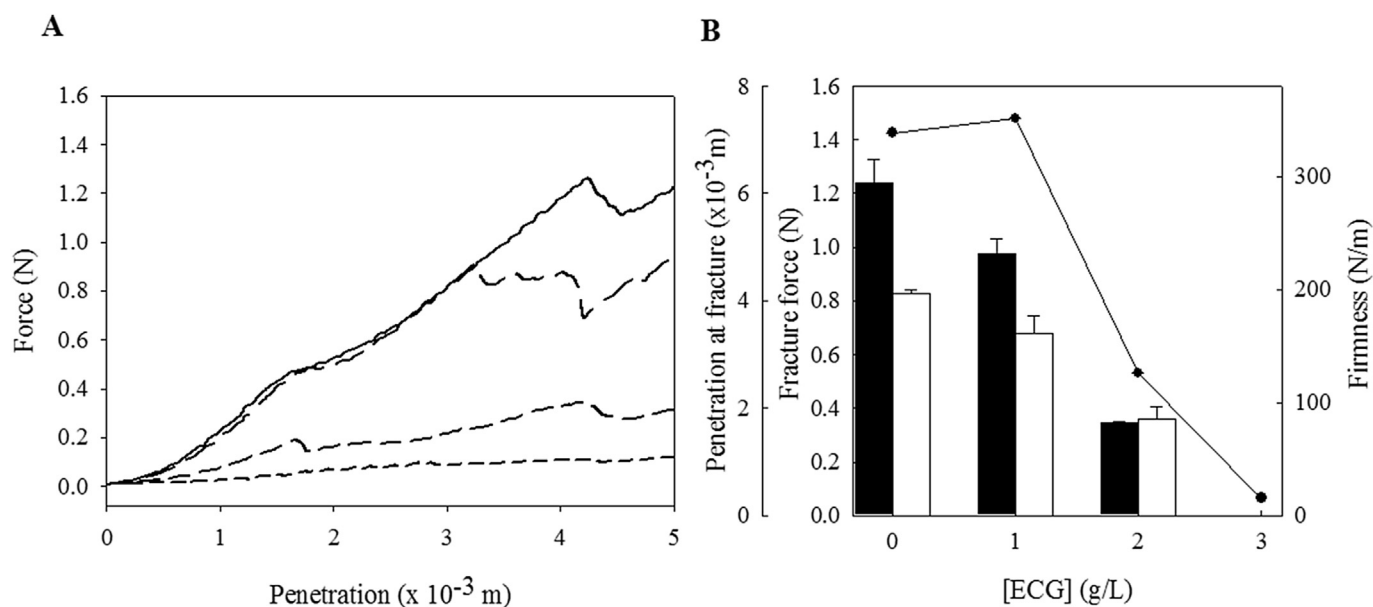 A
1.6
1.4
1.2
1.0
0.8
0.6
0.4
0.2
0.0
Force (N)
0 1 2 3 4 5
Penetration (x 10⁻³ m)
B
8
6
4
2
0
Penetration at fracture (x10⁻³m)
1.6
1.4
1.2
1.0
0.8
0.6
0.4
0.2
0.0
Fracture force (N)
300
200
100
0
Firmness (N/m)
0 1 2 3
[ECG] (g/L)